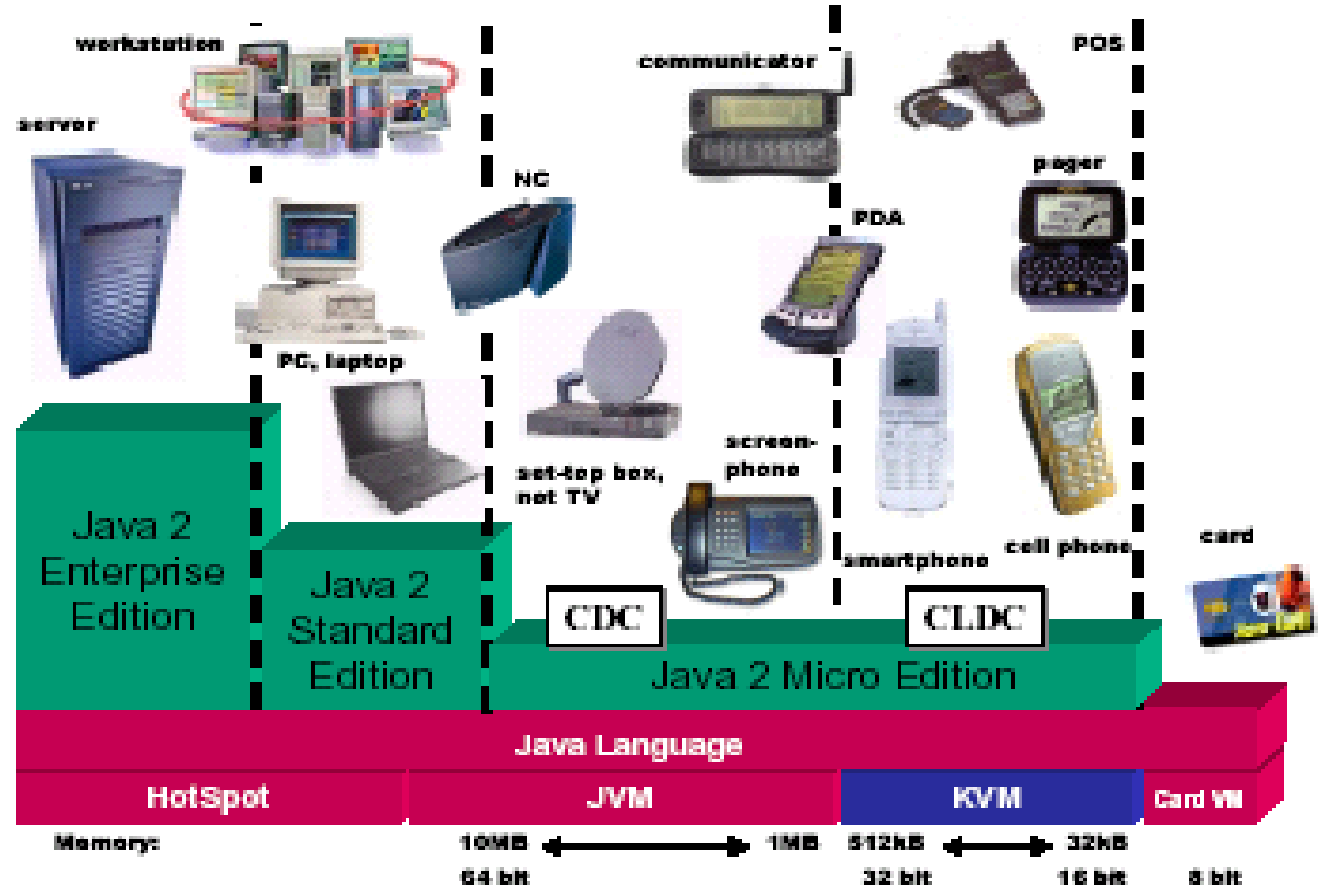 workstation
communicator
POS
server
pager
NC
PDA
PC, laptop
screen-
phone
set-top box,
not TV
smartphone
cell phone
card
Java 2
Enterprise
Edition
Java 2
Standard
Edition
CDC
CLDC
Java 2 Micro Edition
Java Language
HotSpot
JVM
KVM
Card VM
Memory:
10MB
1MB
512kB
32kB
64 bit
32 bit
16 bit
8 bit